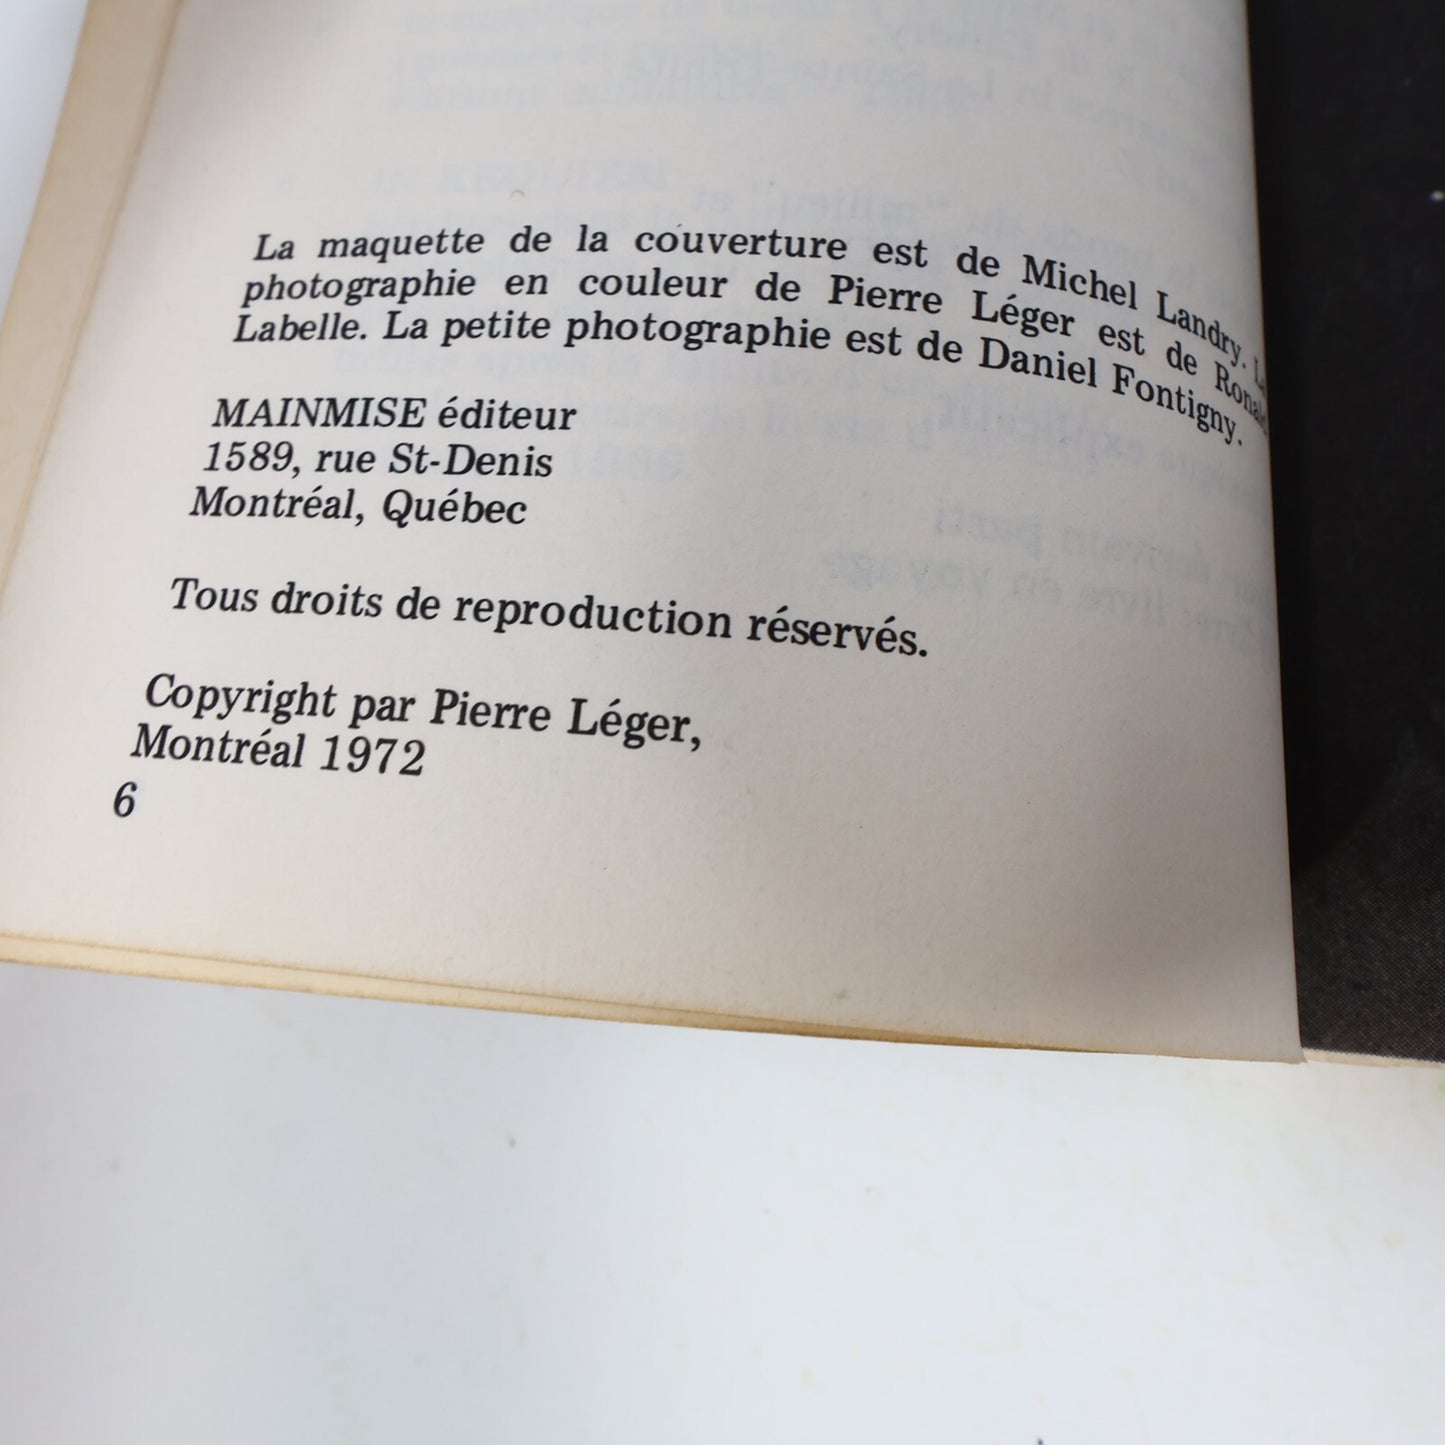 La maquette de la couverture est de Michel Landry. La
photographie en couleur de Pierre Léger est de Ronald
Labelle. La petite photographie est de Daniel Fontigny.
MAINMISE éditeur
1589, rue St-Denis
Montréal, Québec
Tous droits de reproduction réservés.
Copyright par Pierre Léger,
Montréal 1972
6